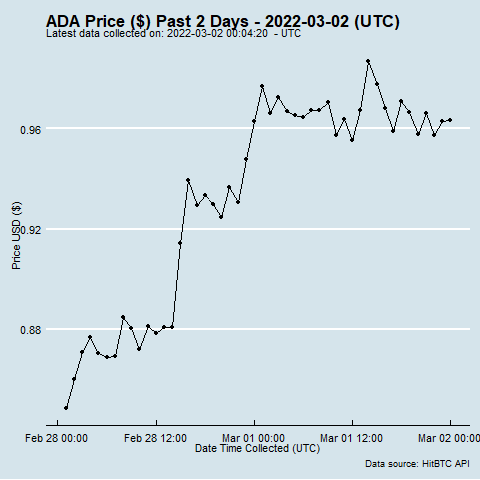 ADA Price ($) Past 2 Days - 2022-03-02 (UTC)
Latest data collected on: 2022-03-02 00:04:20 - UTC
0.96
0.92
0.88
Price USD ($)
Feb 28 00:00 Feb 28 12:00 Mar 01 00:00 Mar 01 12:00 Mar 02 00:00
Date Time Collected (UTC)
Data source: HitBTC API